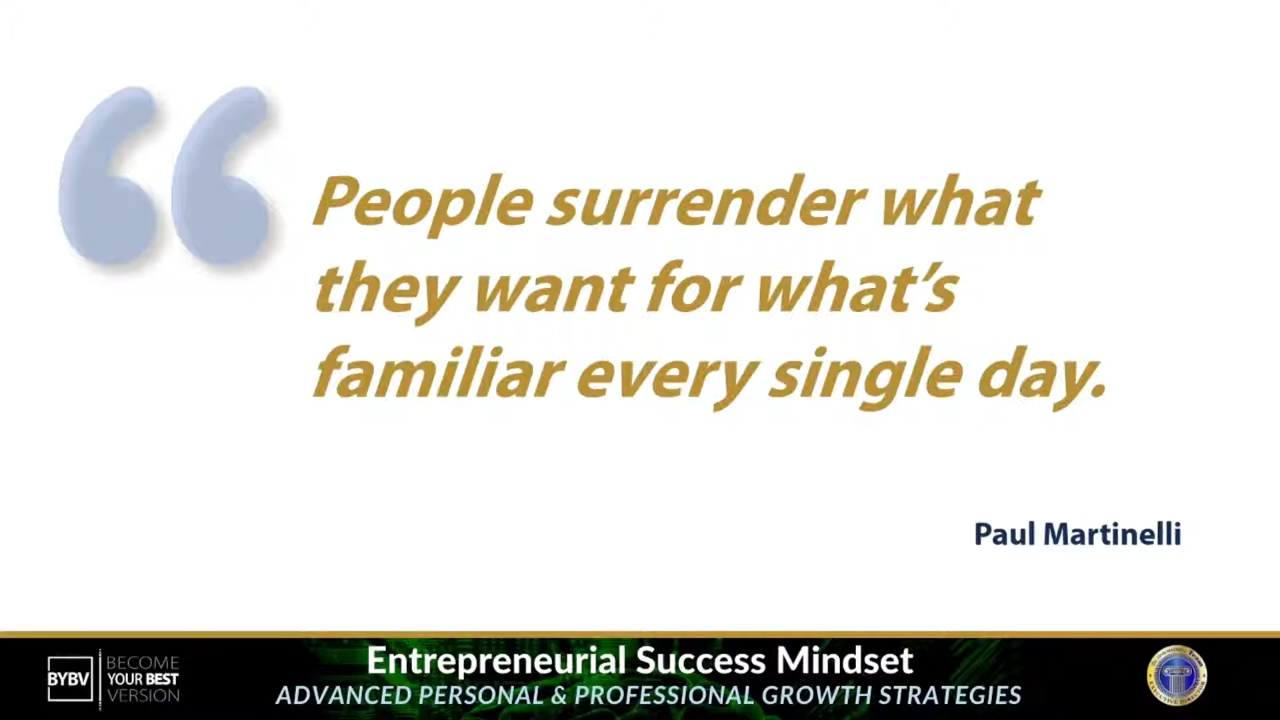 People surrender what
they want for what's
familiar every single day.
Paul Martinelli
Entrepreneurial Success Mindset
ADVANCED PERSONAL & PROFESSIONAL GROWTH STRATEGIES
BYBV
BECOME
YOUR BEST
VERSION